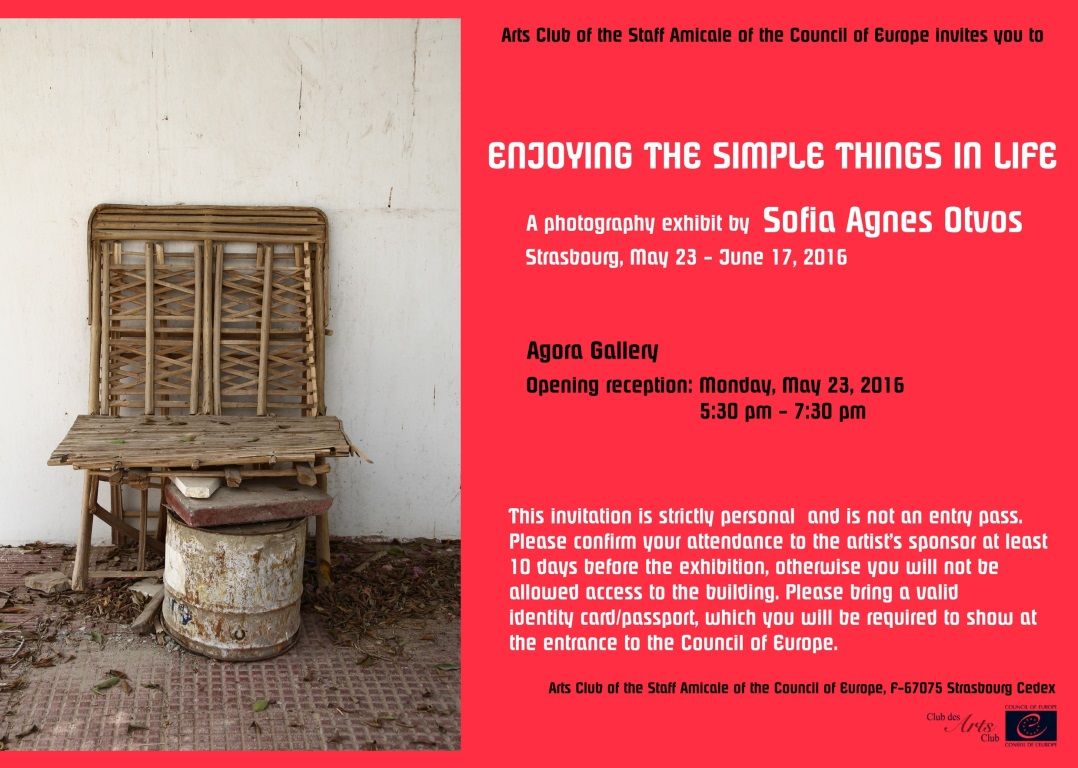 Arts Club of the Staff Amicale of the Council of Europe invites you to
ENJOYING THE SIMPLE THINGS IN LIFE
A photography exhibit by Sofia Agnes Otvos
Strasbourg, May 23 - June 17, 2016
Agora Gallery
Opening reception: Monday, May 23, 2016
5:30 pm - 7:30 pm
This invitation is strictly personal and is not an entry pass.
Please confirm your attendance to the artist's sponsor at least
10 days before the exhibition, otherwise you will not be
allowed access to the building. Please bring a valid
identity card/passport, which you will be required to show at
the entrance to the Council of Europe.
Arts Club of the Staff Amicale of the Council of Europe, F-67075 Strasbourg Cedex
Club des
Arts
Club
COUNCIL OF EUROPE
CONSEIL DE L'EUROPE